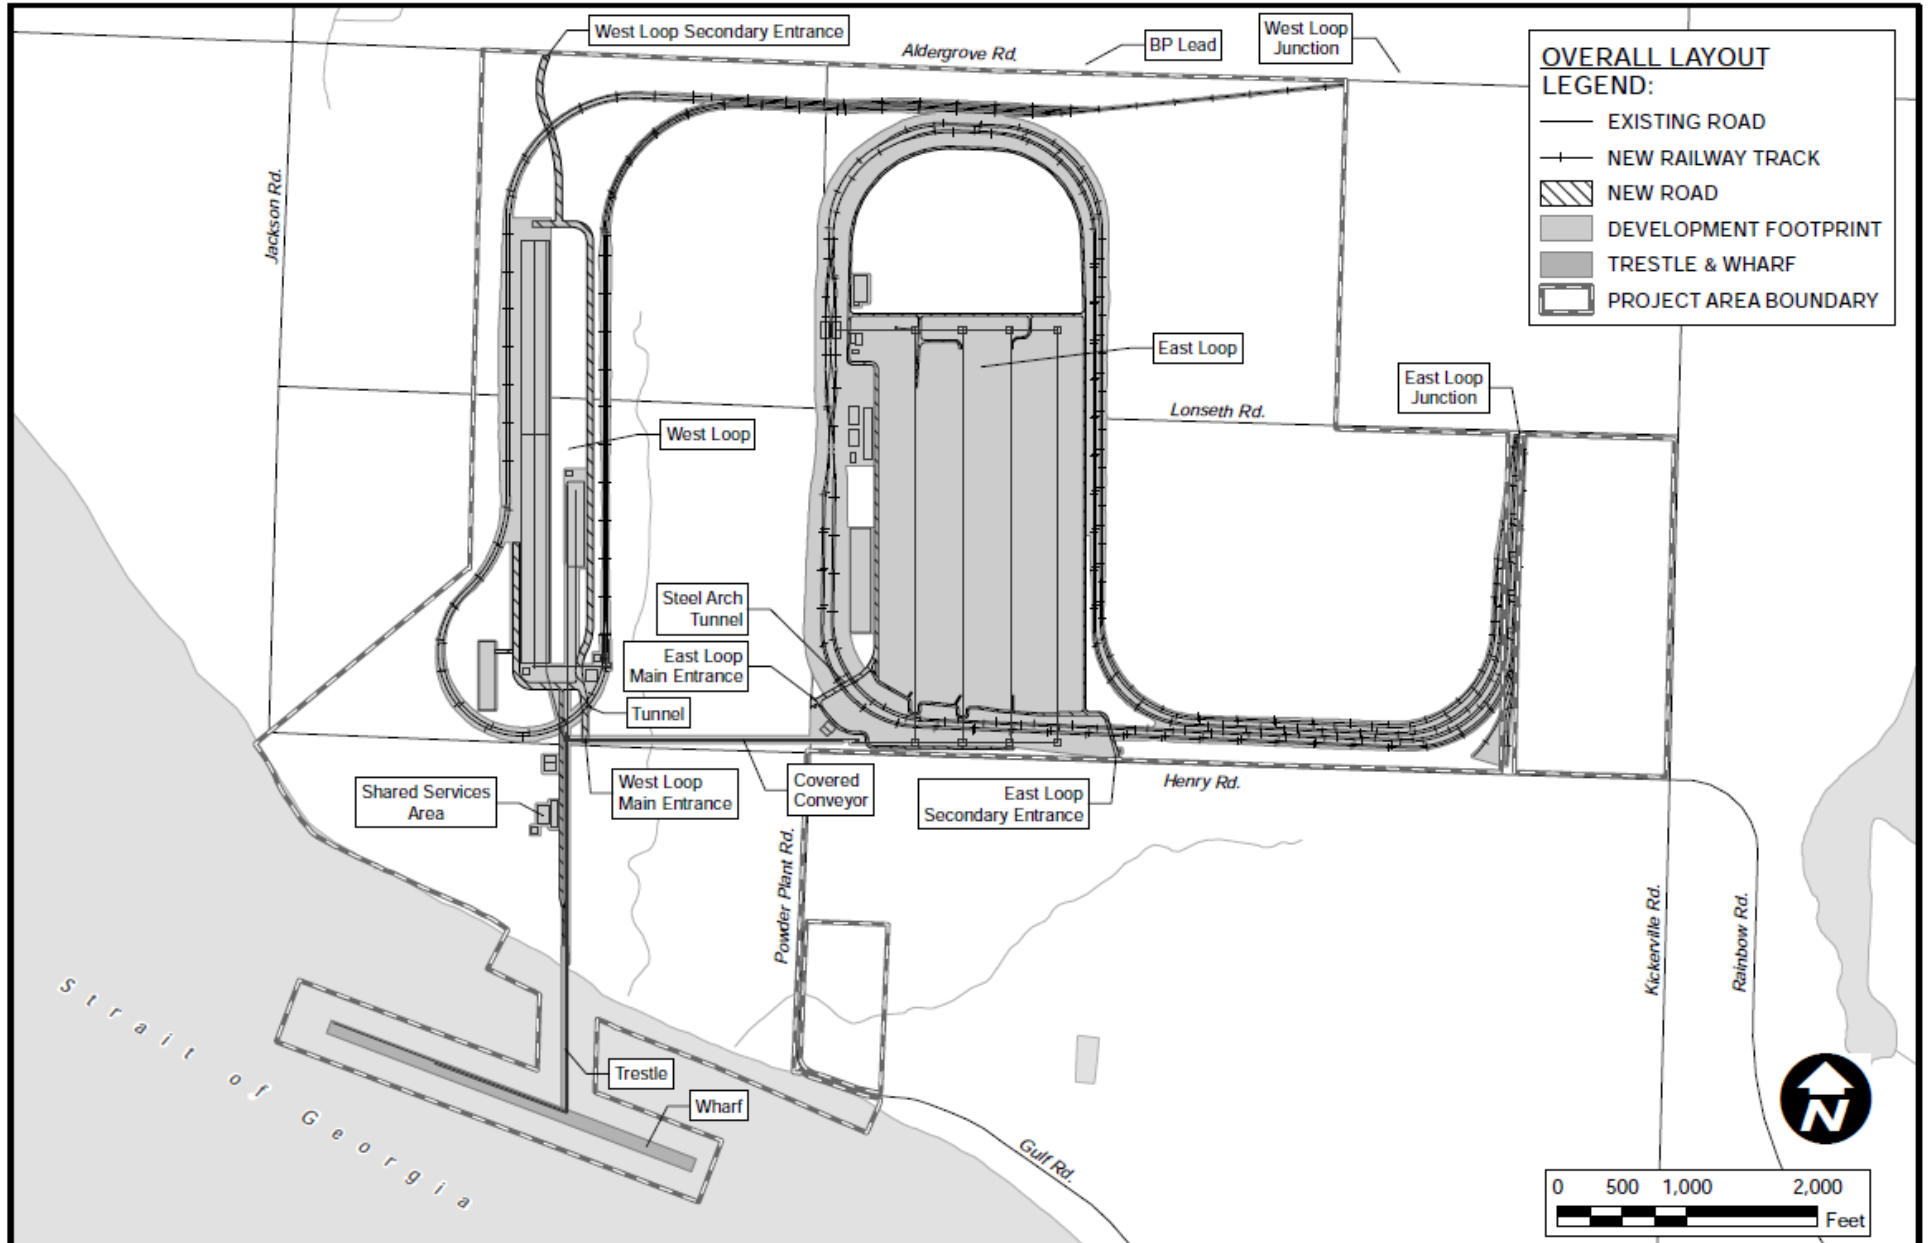 West Loop Secondary Entrance
Aldergrove Rd.
BP Lead
West Loop
Junction
OVERALL LAYOUT
LEGEND:
EXISTING ROAD
NEW RAILWAY TRACK
NEW ROAD
DEVELOPMENT FOOTPRINT
TRESTLE & WHARF
PROJECT AREA BOUNDARY
Jackson Rd.
East Loop
East Loop
Junction
Lonseth Rd.
West Loop
Steel Arch
Tunnel
East Loop
Main Entrance
Tunnel
West Loop
Main Entrance
Covered
Conveyor
East Loop
Secondary Entrance
Henry Rd.
Shared Services
Area
Powder Plant Rd.
Kickerville Rd.
Rainbow Rd.
Strait of Georgia
Trestle
Wharf
Gulf Rd.
N
0 500 1,000 2,000
Feet